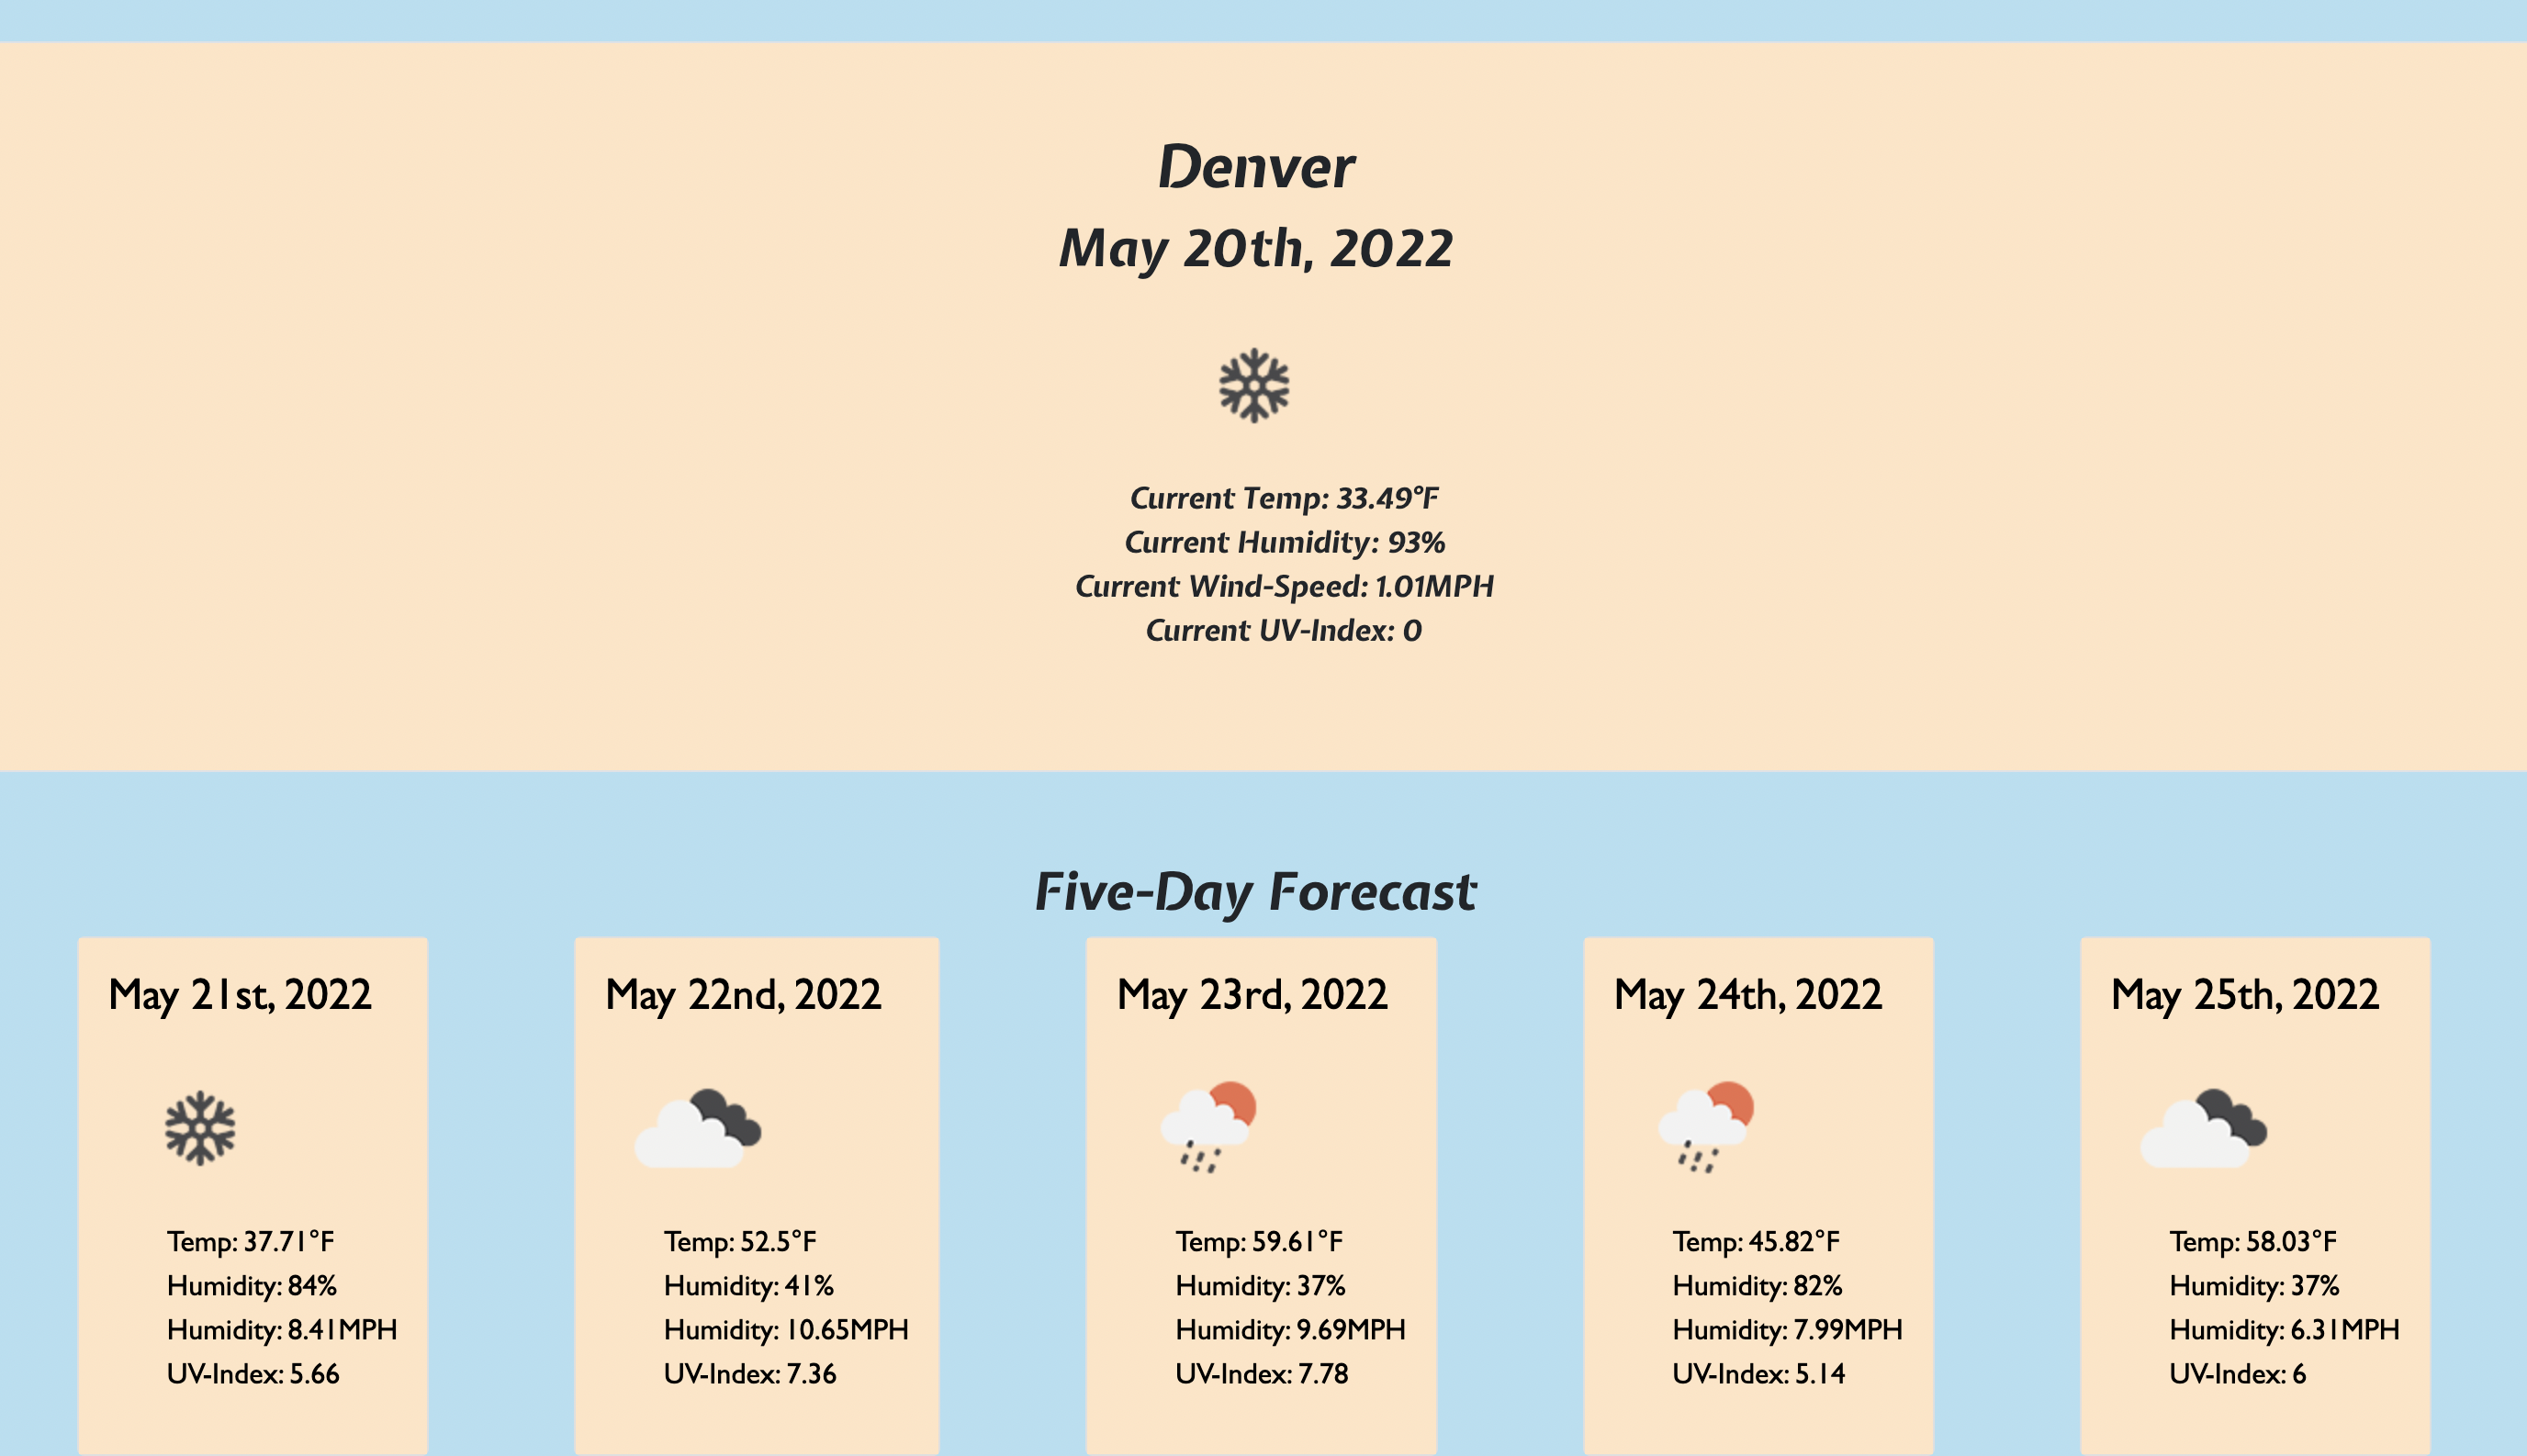 Denver
May 20th, 2022
Current Temp: 33.49°F
Current Humidity: 93%
Current Wind-Speed: 1.01MPH
Current UV-Index: 0
Five-Day Forecast
May 21st, 2022
Temp: 37.71°F
Humidity: 84%
Humidity: 8.41MPH
UV-Index: 5.66
May 22nd, 2022
Temp: 52.5°F
Humidity: 41%
Humidity: 10.65MPH
UV-Index: 7.36
May 23rd, 2022
Temp: 59.61°F
Humidity: 37%
Humidity: 9.69MPH
UV-Index: 7.78
May 24th, 2022
Temp: 45.82°F
Humidity: 82%
Humidity: 7.99MPH
UV-Index: 5.14
May 25th, 2022
Temp: 58.03°F
Humidity: 37%
Humidity: 6.31MPH
UV-Index: 6